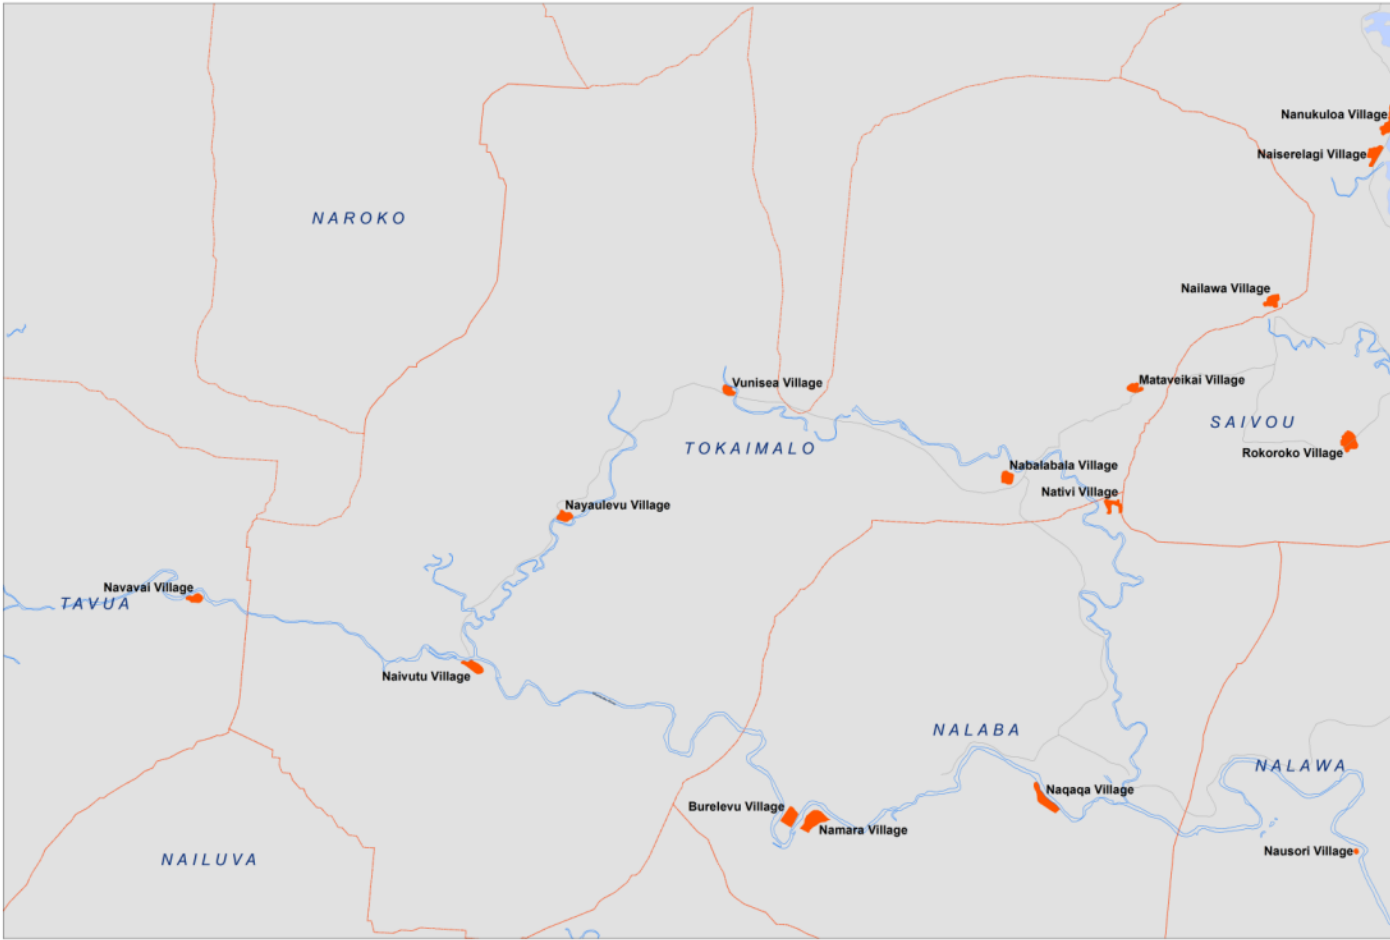 Nanukuloa Village
Naiserelagi Village
NAROKO
Nailawa Village
Vunisea Village
Mataveikai Village
SAIVOU
TOKAIMALO
Rokoroko Village
Nabalabala Village
Nativi Village
Nayaulevu Village
Navavai Village
TAVUA
Naivutu Village
NALABA
NALAWA
Naqaqa Village
Burelevu Village
Namara Village
Nausori Village
NAILUVA